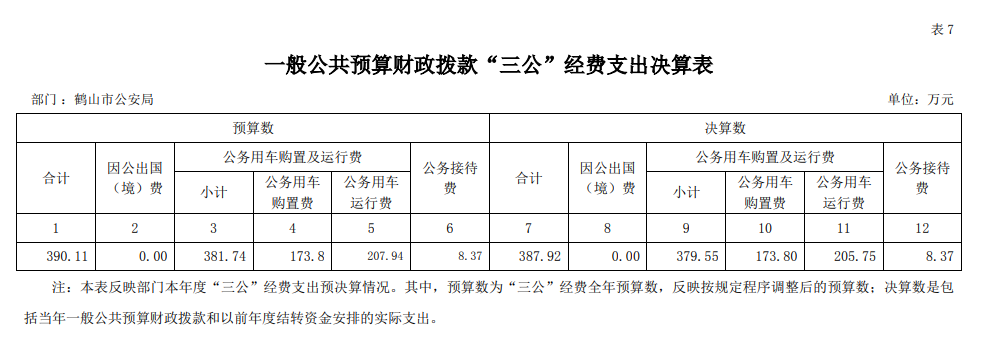 表 7
一般公共预算财政拨款“三公”经费支出决算表
部门 ：鹤山市公安局 单位：万元
预算数 决算数
合计 因公出国（境）费 公务用车购置及运行费 公务接待费 合计 因公出国（境）费 公务用车购置及运行费 公务接待费
小计 公务用车购置费 公务用车运行费 小计 公务用车购置费 公务用车运行费
1 2 3 4 5 6 7 8 9 10 11 12
390.11 0.00 381.74 173.8 207.94 8.37 387.92 0.00 379.55 173.80 205.75 8.37
注：本表反映部门本年度“三公”经费支出预决算情况。其中，预算数为“三公”经费全年预算数，反映按规定程序调整后的预算数；决算数是包
括当年一般公共预算财政拨款和以前年度结转资金安排的实际支出。